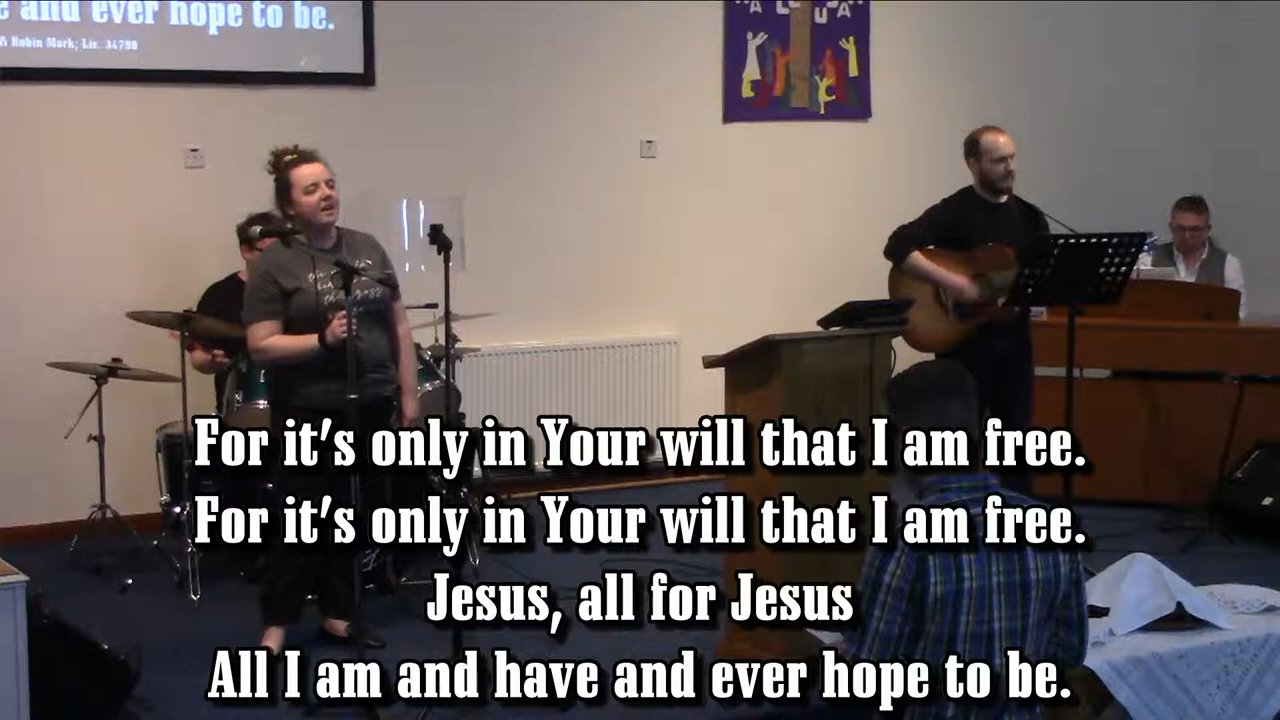 e and ever hope to be.
Robin Mark; Lic. 34798
For it's only in Your will that I am free.
For it's only in Your will that I am free.
Jesus, all for Jesus
All I am and have and ever hope to be.